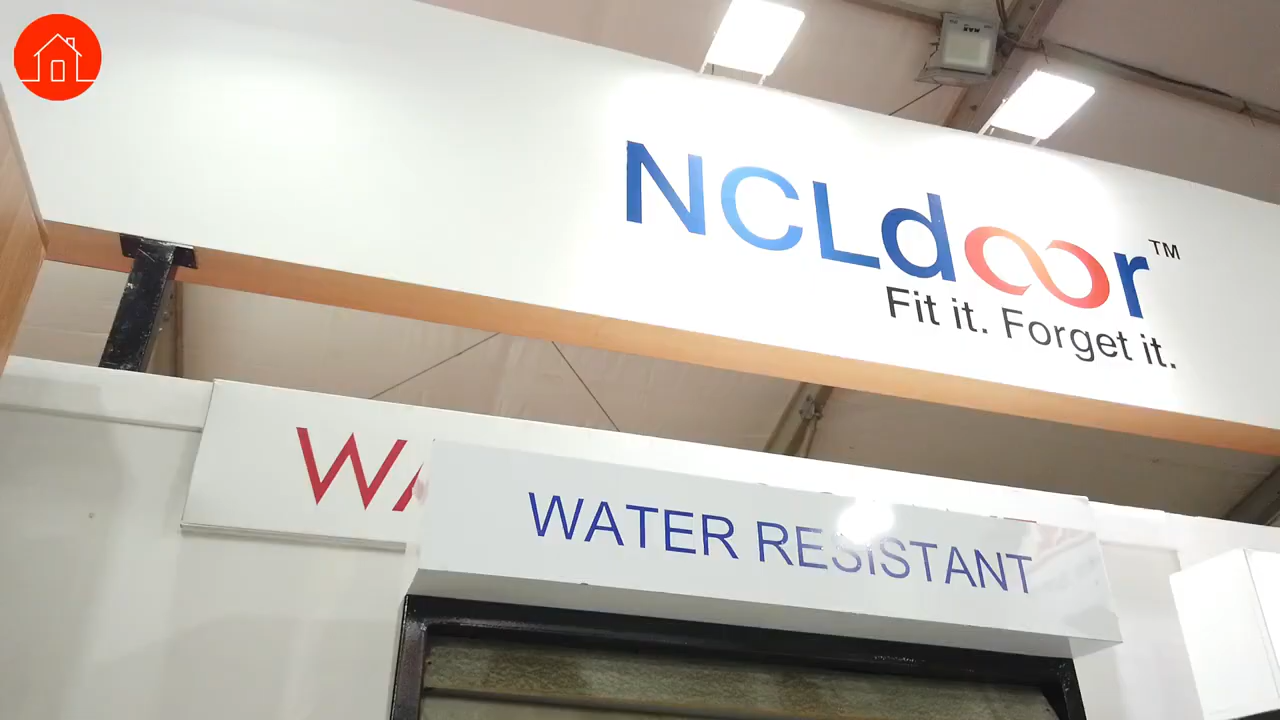 NCLdoor™
Fit it. Forget it.
WATER RESISTANT